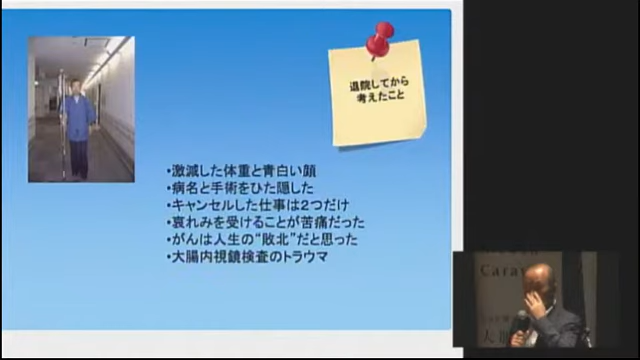 退院してから
考えたこと
・激減した体重と青白い顔
・病名と手術をひた隠した
・キャンセルした仕事は2つだけ
・哀れみを受けることが苦痛だった
・がんは人生の“敗北”だと思った
・大腸内視鏡検査のトラウマ